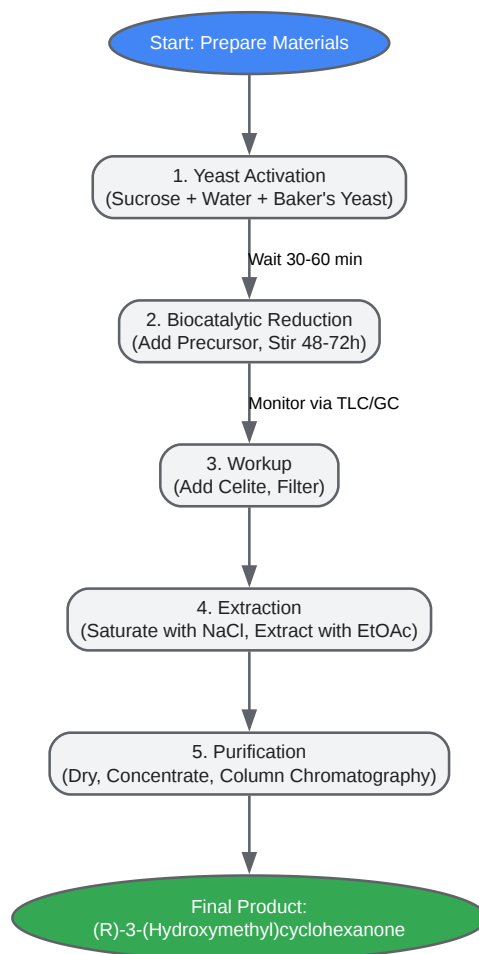 Start: Prepare Materials
1. Yeast Activation
(Sucrose + Water + Baker's Yeast)
Wait 30-60 min
2. Biocatalytic Reduction
(Add Precursor, Stir 48-72h)
Monitor via TLC/GC
3. Workup
(Add Celite, Filter)
4. Extraction
(Saturate with NaCl, Extract with EtOAc)
5. Purification
(Dry, Concentrate, Column Chromatography)
Final Product:
(R)-3-(Hydroxymethyl)cyclohexanone